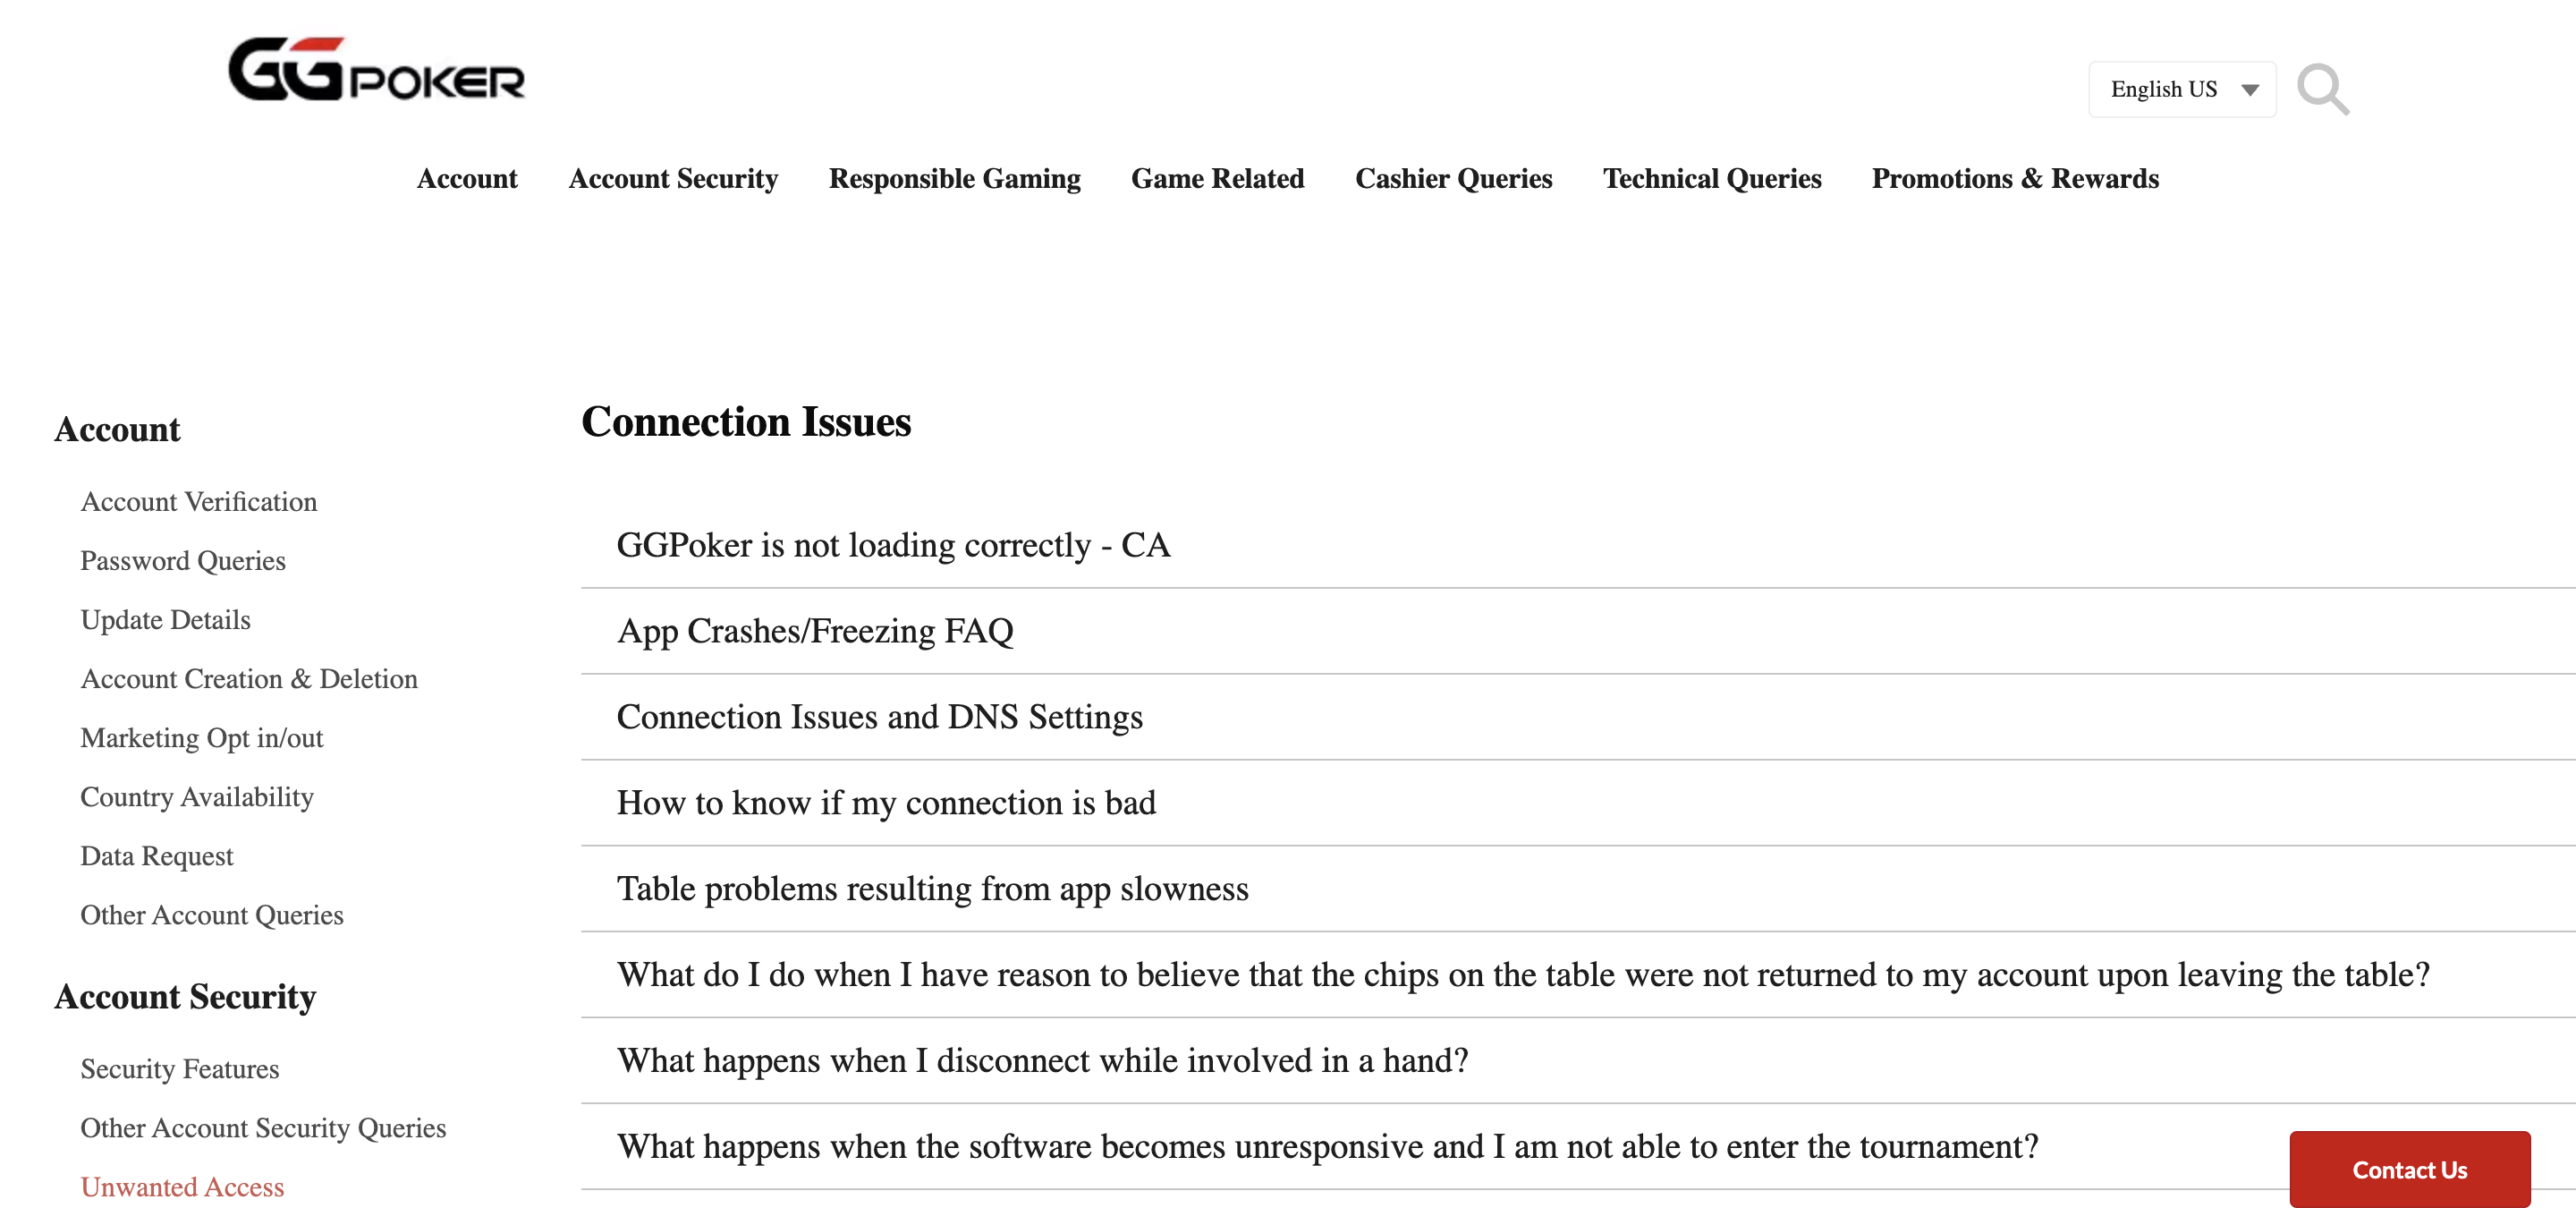 GGPOKER
English US
Account
Account Security
Responsible Gaming
Game Related
Cashier Queries
Technical Queries
Promotions & Rewards
Account
Account Verification
Password Queries
Update Details
Account Creation & Deletion
Marketing Opt in/out
Country Availability
Data Request
Other Account Queries
Account Security
Security Features
Other Account Security Queries
Unwanted Access
Connection Issues
GGPoker is not loading correctly - CA
App Crashes/Freezing FAQ
Connection Issues and DNS Settings
How to know if my connection is bad
Table problems resulting from app slowness
What do I do when I have reason to believe that the chips on the table were not returned to my account upon leaving the table?
What happens when I disconnect while involved in a hand?
What happens when the software becomes unresponsive and I am not able to enter the tournament?
Contact Us